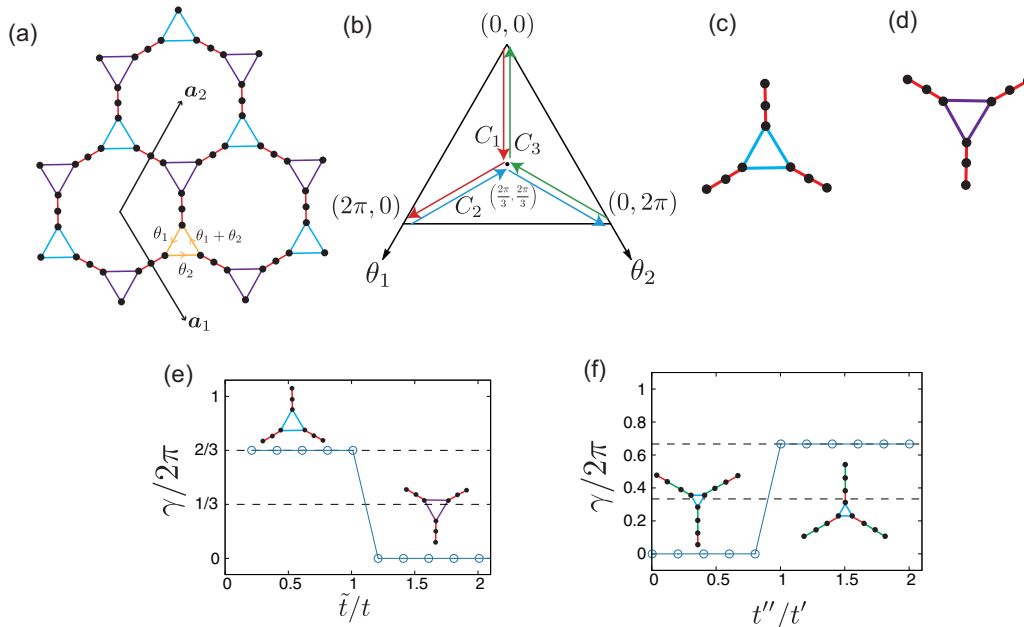 (a)
a₂
θ₁
θ₁ + θ₂
θ₂
a₁
(b)
(0, 0)
C₁
C₃
(2π, 0)
C₂
(2π/3, 2π/3)
(0, 2π)
θ₁
θ₂
(c)
(d)
(e)
γ/2π
1
2/3
1/3
0
0
0.5
1
1.5
2
t̃/t
(f)
γ/2π
1
0.8
0.6
0.4
0.2
0
0
0.5
1
1.5
2
t''/t'